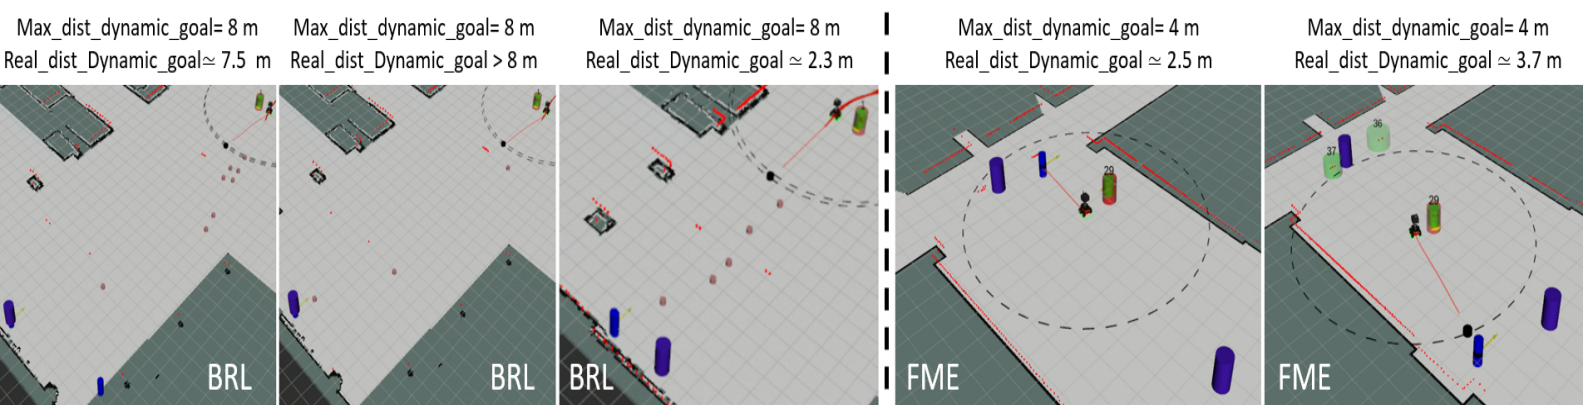 Max_dist_dynamic_goal= 8 m
Real_dist_Dynamic_goal≃ 7.5 m
BRL
Max_dist_dynamic_goal= 8 m
Real_dist_Dynamic_goal > 8 m
BRL
Max_dist_dynamic_goal= 8 m
Real_dist_Dynamic_goal ≃ 2.3 m
BRL
Max_dist_dynamic_goal= 4 m
Real_dist_Dynamic_goal ≃ 2.5 m
29
FME
Max_dist_dynamic_goal= 4 m
Real_dist_Dynamic_goal ≃ 3.7 m
36
37
29
FME